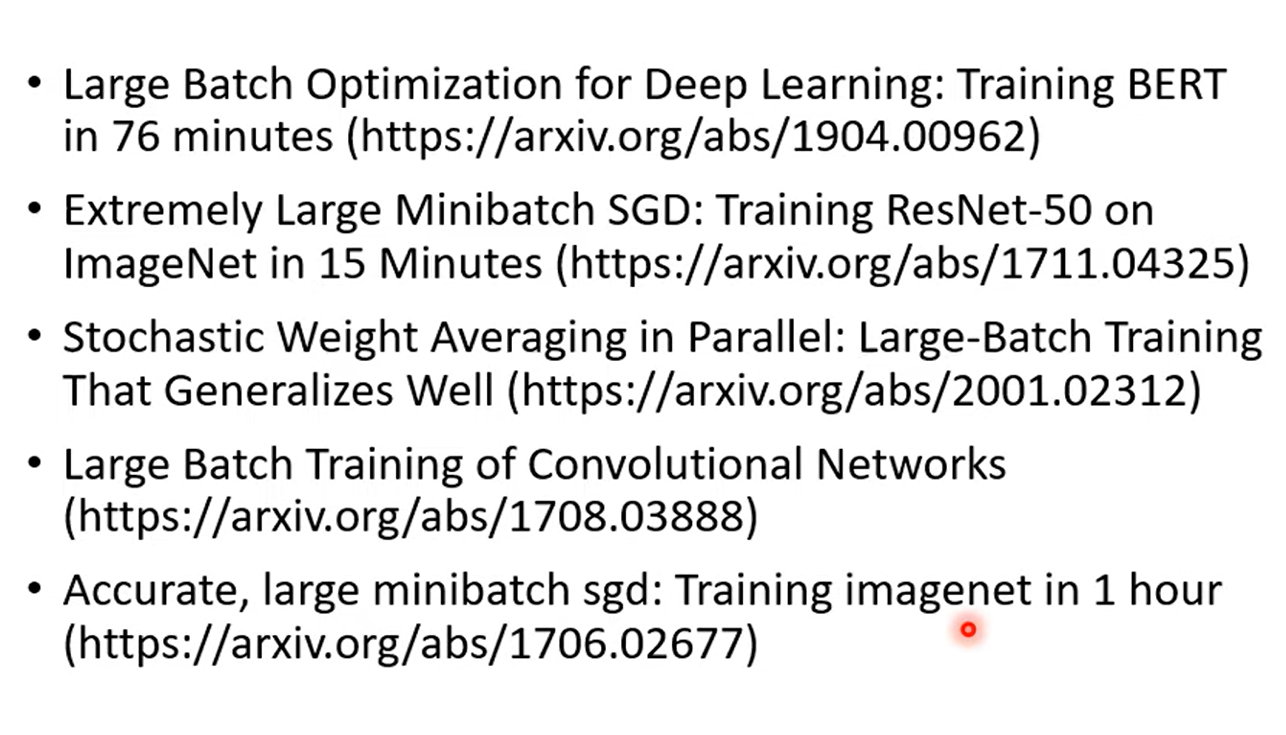 • Large Batch Optimization for Deep Learning: Training BERT
in 76 minutes (https://arxiv.org/abs/1904.00962)
• Extremely Large Minibatch SGD: Training ResNet-50 on
ImageNet in 15 Minutes (https://arxiv.org/abs/1711.04325)
• Stochastic Weight Averaging in Parallel: Large-Batch Training
That Generalizes Well (https://arxiv.org/abs/2001.02312)
• Large Batch Training of Convolutional Networks
(https://arxiv.org/abs/1708.03888)
• Accurate, large minibatch sgd: Training imagenet in 1 hour
(https://arxiv.org/abs/1706.02677)